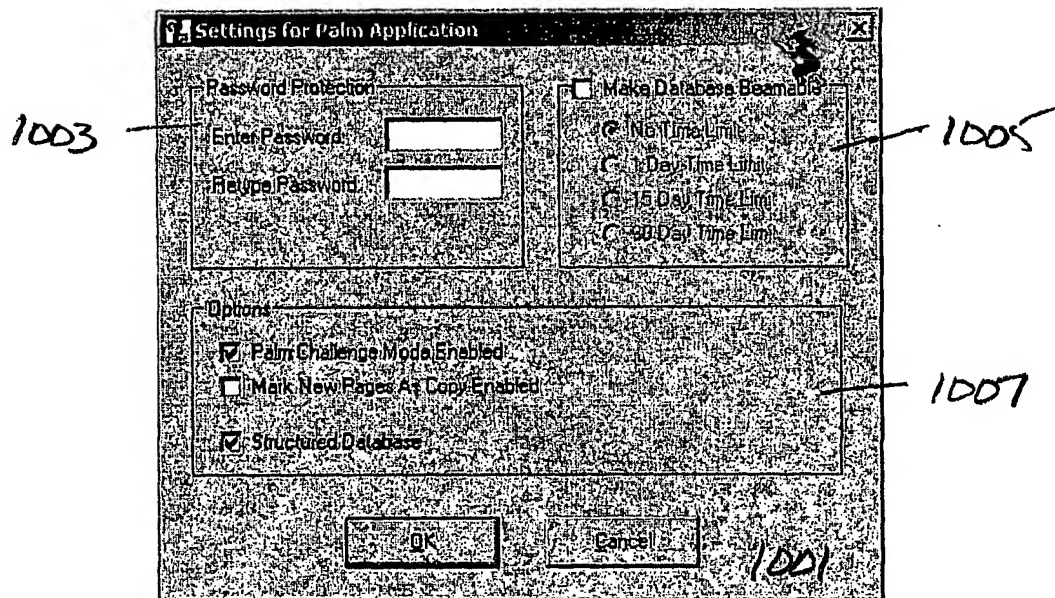 Settings for Palm Application
Password Protection
Make Database Beamable
1003
Enter Password
No Time Limit
1005
1 Day Time Limit
Retype Password
15 Day Time Limit
90 Day Time Limit
Options
Palm Challenge Mode Enabled
Mark New Pages As Copy Enabled
1007
Structured Database
OK
Cancel
1001